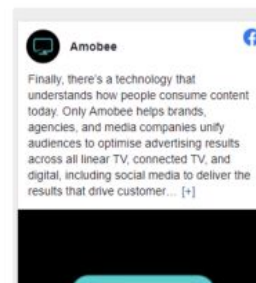 Amobee
Finally, there's a technology that
understands how people consume content
today. Only Amobee helps brands,
agencies, and media companies unify
audiences to optimise advertising results
across all linear TV, connected TV, and
digital, including social media to deliver the
results that drive customer... [+]